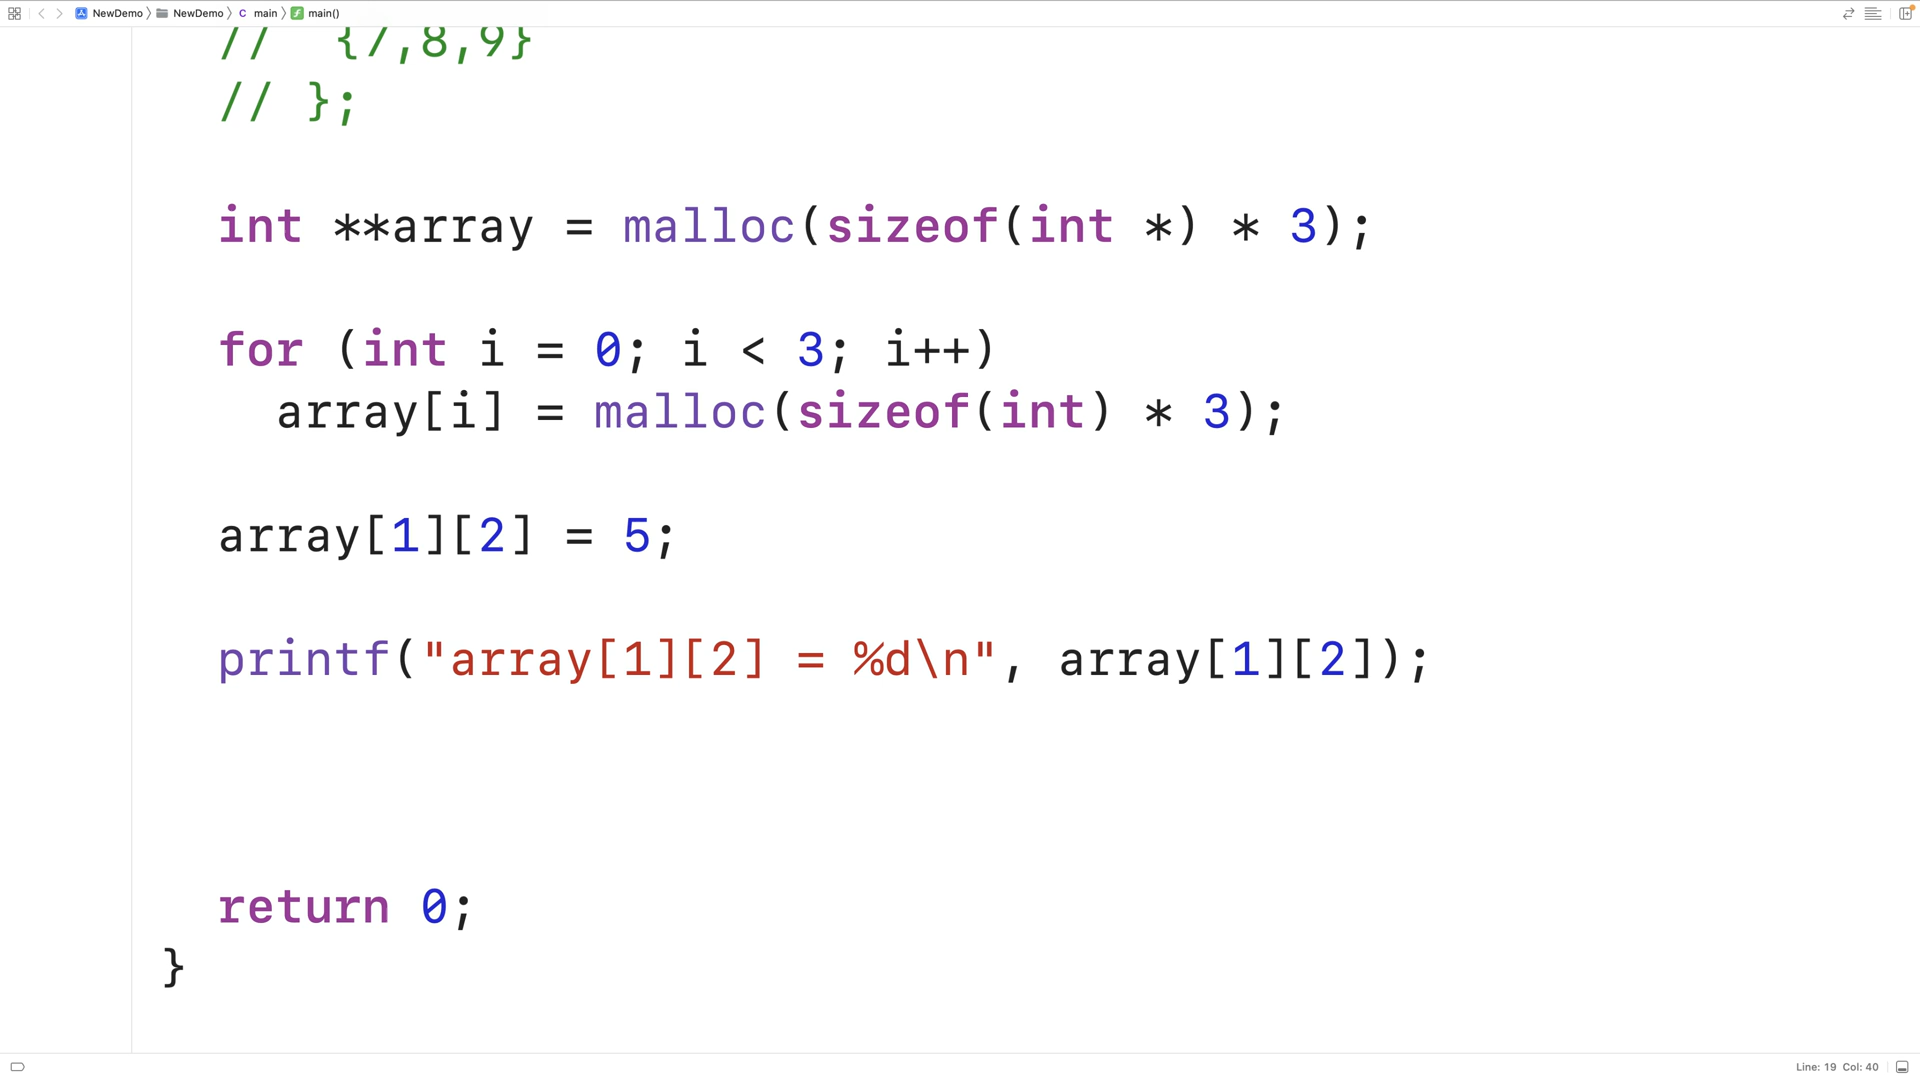 NewDemo 〉 NewDemo 〉 C main 〉 f main()
//  {7,8,9}
// };
int **array = malloc(sizeof(int *) * 3);
for (int i = 0; i < 3; i++)
  array[i] = malloc(sizeof(int) * 3);
array[1][2] = 5;
printf("array[1][2] = %d\n", array[1][2]);
return 0;
}
Line: 19 Col: 40